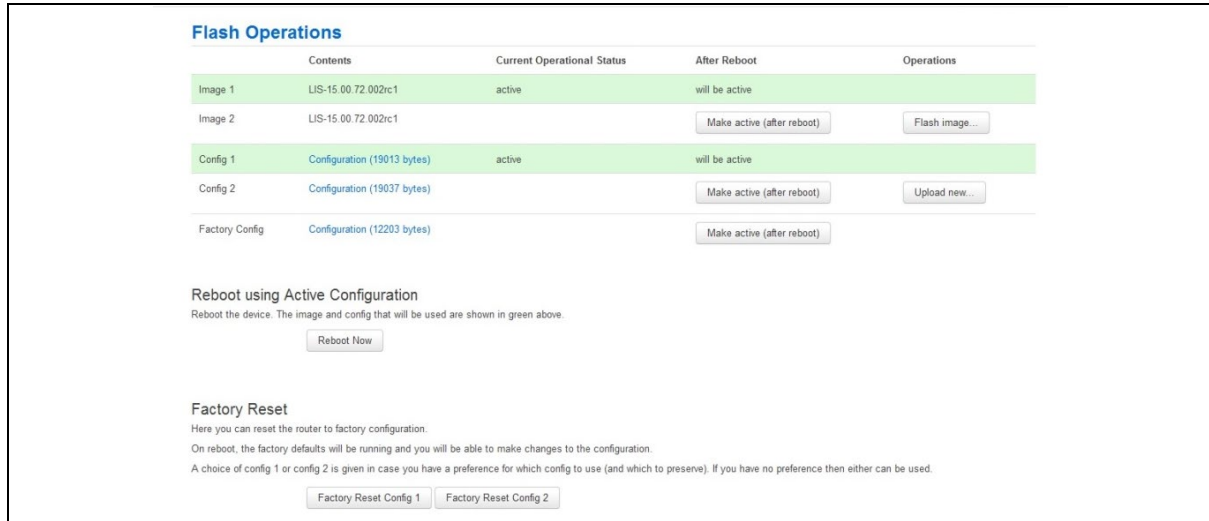 Flash Operations
Contents Current Operational Status After Reboot Operations
Image 1 LIS-15.00.72.002rc1 active will be active
Image 2 LIS-15.00.72.002rc1 Make active (after reboot) Flash image...
Config 1 Configuration (19013 bytes) active will be active
Config 2 Configuration (19037 bytes) Make active (after reboot) Upload new...
Factory Config Configuration (12203 bytes) Make active (after reboot)
Reboot using Active Configuration
Reboot the device. The image and config that will be used are shown in green above.
Reboot Now
Factory Reset
Here you can reset the router to factory configuration.
On reboot, the factory defaults will be running and you will be able to make changes to the configuration.
A choice of config 1 or config 2 is given in case you have a preference for which config to use (and which to preserve). If you have no preference then either can be used.
Factory Reset Config 1 Factory Reset Config 2